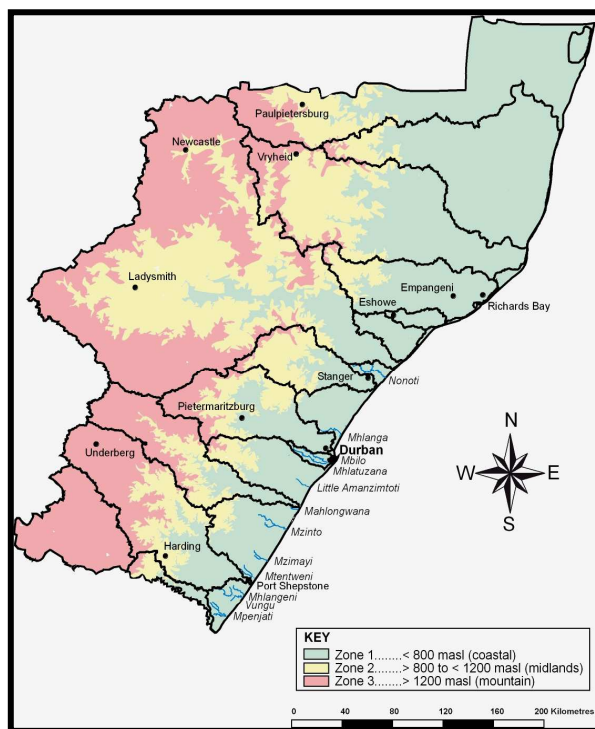 Paulpietersburg
Newcastle
Vryheid
Ladysmith
Empangeni
Eshowe
Richards Bay
Stanger
Nonoti
Pietermaritzburg
Mhlanga
Durban
Underberg
Mbilo
Mhlatuzana
Little Amanzimtoti
Mahlongwana
Mzinto
Harding
Mzimayi
Mtentweni
Port Shepstone
Mhlangeni
Vungu
Mpenjati
N
W E
S
KEY
Zone 1........< 800 masl (coastal)
Zone 2........> 800 to < 1200 masl (midlands)
Zone 3........> 1200 masl (mountain)
0 40 80 120 160 200 Kilometres